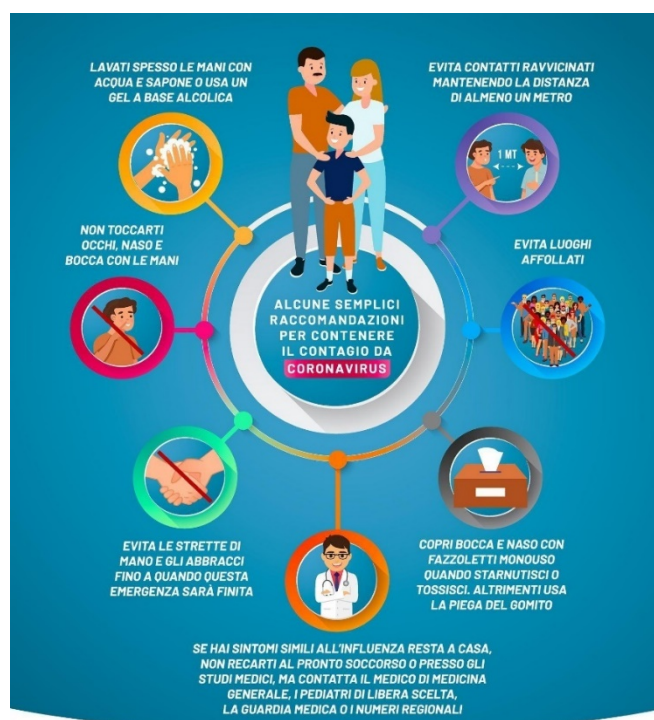 LAVATI SPESSO LE MANI CON
ACQUA E SAPONE O USA UN
GEL A BASE ALCOLICA
EVITA CONTATTI RAVVICINATI
MANTENENDO LA DISTANZA
DI ALMENO UN METRO
1 MT
NON TOCCARTI
OCCHI, NASO E
BOCCA CON LE MANI
EVITA LUOGHI
AFFOLLATI
ALCUNE SEMPLICI
RACCOMANDAZIONI
PER CONTENERE
IL CONTAGIO DA
CORONAVIRUS
EVITA LE STRETTE DI
MANO E GLI ABBRACCI
FINO A QUANDO QUESTA
EMERGENZA SARÀ FINITA
COPRI BOCCA E NASO CON
FAZZOLETTI MONOUSO
QUANDO STARNUTISCI O
TOSSISCI. ALTRIMENTI USA
LA PIEGA DEL GOMITO
SE HAI SINTOMI SIMILI ALL'INFLUENZA RESTA A CASA,
NON RECARTI AL PRONTO SOCCORSO O PRESSO GLI
STUDI MEDICI, MA CONTATTA IL MEDICO DI MEDICINA
GENERALE, I PEDIATRI DI LIBERA SCELTA,
LA GUARDIA MEDICA O I NUMERI REGIONALI